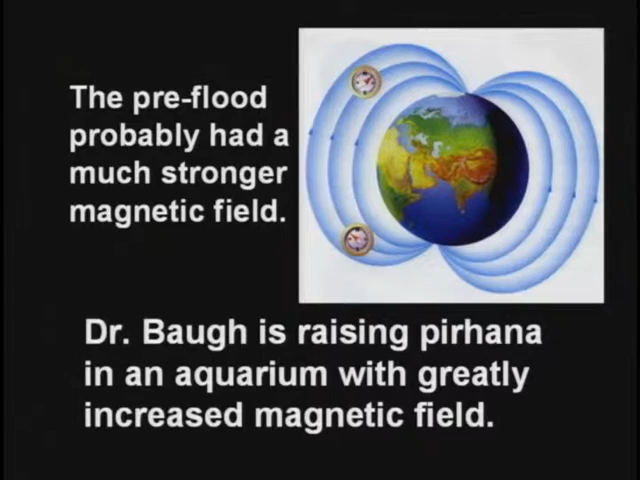 The pre-flood
probably had a
much stronger
magnetic field.
Dr. Baugh is raising pirhana
in an aquarium with greatly
increased magnetic field.